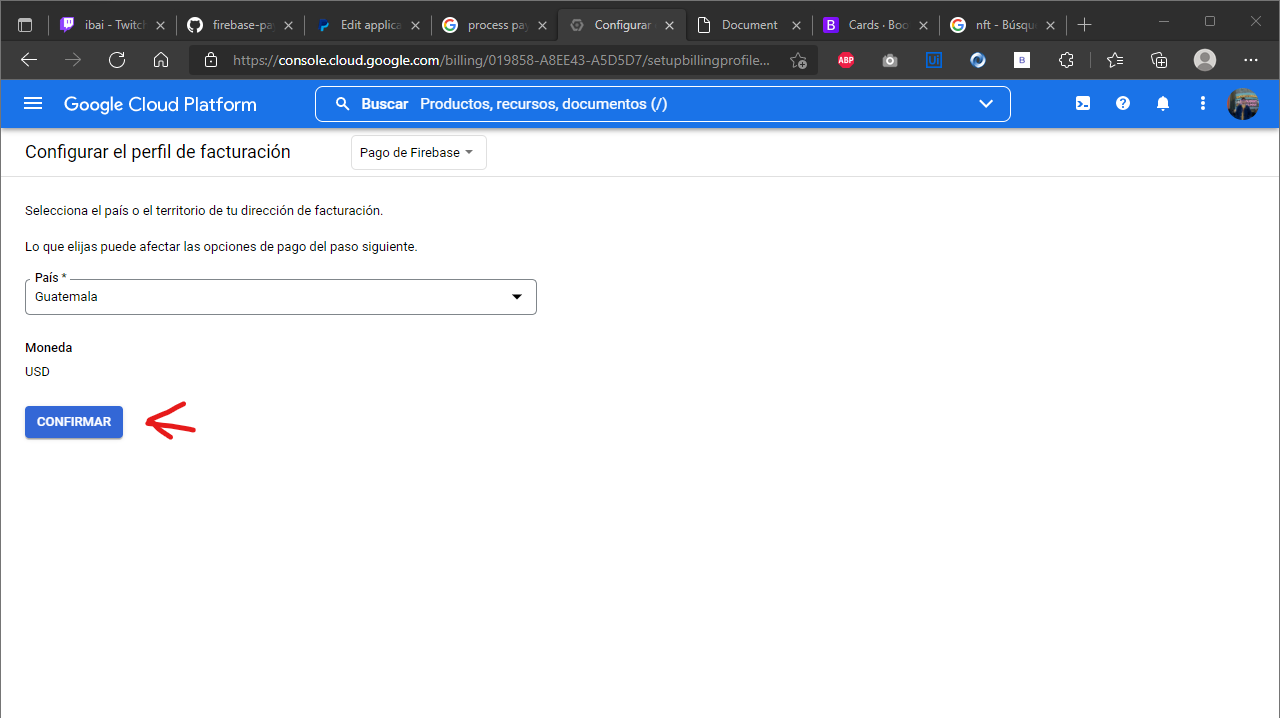 ibai - Twitch
firebase-pa
Edit applica
process pay
Configurar
Document
B
Cards · Boo
nft - Búsqu
https://console.cloud.google.com/billing/019858-A8EE43-A5D5D7/setupbillingprofile...
ABP
UI
B
Google Cloud Platform
Buscar Productos, recursos, documentos (/)
Configurar el perfil de facturación
Pago de Firebase
Selecciona el país o el territorio de tu dirección de facturación.
Lo que elijas puede afectar las opciones de pago del paso siguiente.
País *
Guatemala
Moneda
USD
CONFIRMAR